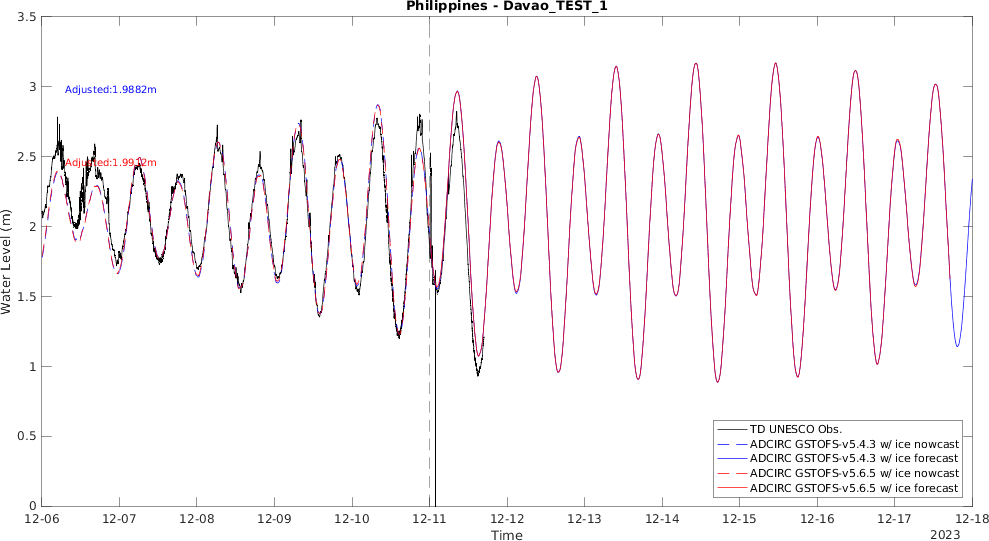 Philippines - Davao_TEST_1
3.5
3
2.5
2
1.5
1
0.5
0
Water Level (m)
Adjusted:1.9882m
Adjusted:1.9912m
TD UNESCO Obs.
ADCIRC GSTOFS-v5.4.3 w/ ice nowcast
ADCIRC GSTOFS-v5.4.3 w/ ice forecast
ADCIRC GSTOFS-v5.6.5 w/ ice nowcast
ADCIRC GSTOFS-v5.6.5 w/ ice forecast
12-06 12-07 12-08 12-09 12-10 12-11 12-12 12-13 12-14 12-15 12-16 12-17 12-18
Time
2023